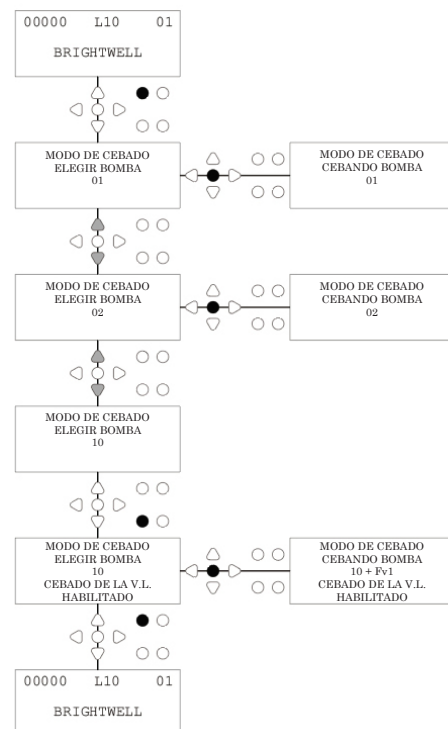 00000 L10 01
BRIGHTWELL
MODO DE CEBADO
ELEGIR BOMBA
01
MODO DE CEBADO
CEBANDO BOMBA
01
MODO DE CEBADO
ELEGIR BOMBA
02
MODO DE CEBADO
CEBANDO BOMBA
02
MODO DE CEBADO
ELEGIR BOMBA
10
MODO DE CEBADO
ELEGIR BOMBA
10
CEBADO DE LA V.L.
HABILITADO
MODO DE CEBADO
CEBANDO BOMBA
10 + Fv1
CEBADO DE LA V.L.
HABILITADO
00000 L10 01
BRIGHTWELL